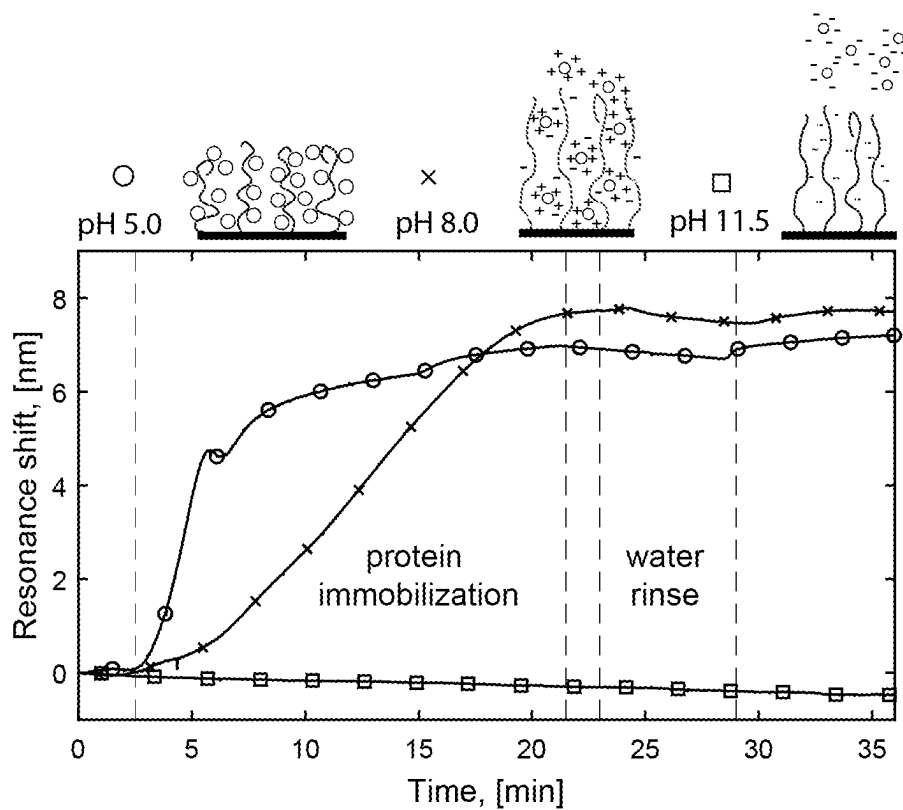 pH 5.0
pH 8.0
pH 11.5
Resonance shift, [nm]
8
6
4
2
0
protein
immobilization
water
rinse
0
5
10
15
20
25
30
35
Time, [min]